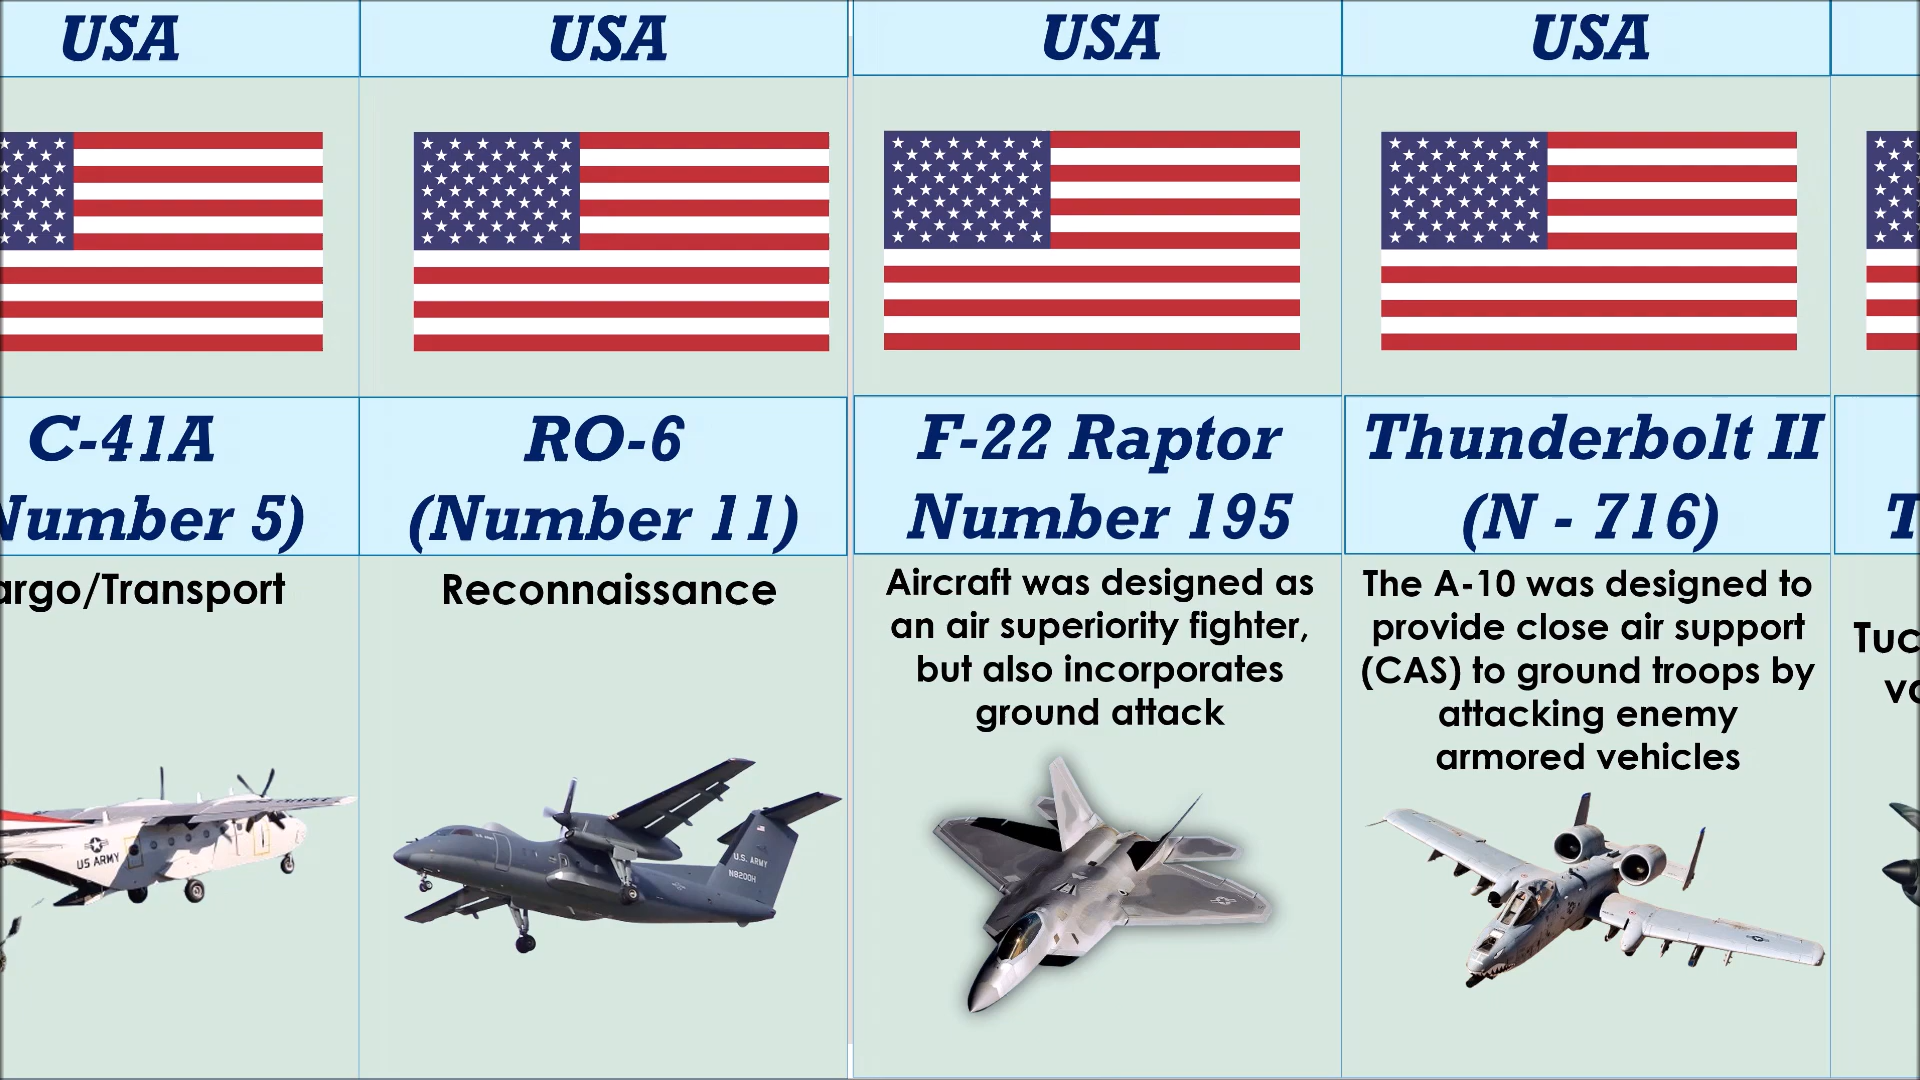 USA
USA
USA
USA
C-41A
Number 5)
RO-6
(Number 11)
F-22 Raptor
Number 195
Thunderbolt II
(N - 716)
argo/Transport
Reconnaissance
Aircraft was designed as
an air superiority fighter,
but also incorporates
ground attack
The A-10 was designed to
provide close air support
(CAS) to ground troops by
attacking enemy
armored vehicles
T
Tuc
US ARMY
U.S. ARMY
N8200H